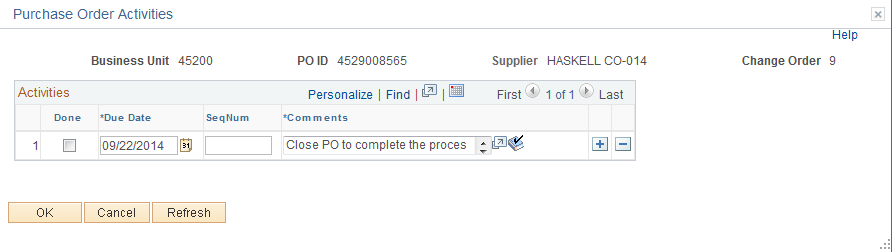 Purchase Order Activities
Help
Business Unit 45200 PO ID 4529008565 Supplier HASKELL CO-014 Change Order 9
Activities Personalize | Find | | First 1 of 1 Last
Done *Due Date SeqNum *Comments
1 09/22/2014 31 Close PO to complete the proces
OK Cancel Refresh